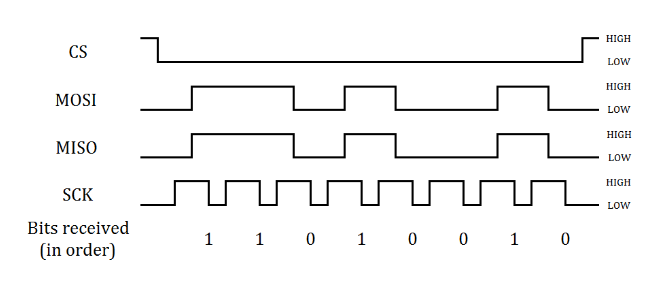 CS
HIGH
LOW
MOSI
HIGH
LOW
MISO
HIGH
LOW
SCK
HIGH
LOW
Bits received
(in order)
1 1 0 1 0 0 1 0